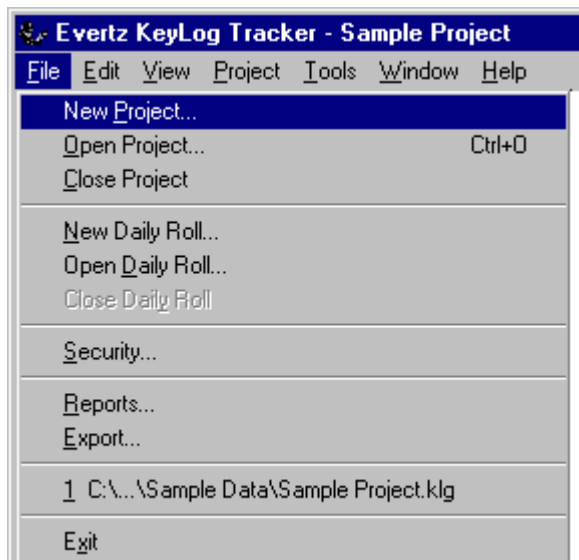 Evertz KeyLog Tracker - Sample Project
File Edit View Project Tools Window Help
New Project...
Open Project... Ctrl+O
Close Project
New Daily Roll...
Open Daily Roll...
Close Daily Roll
Security...
Reports...
Export...
1 C:\...\Sample Data\Sample Project.klg
Exit